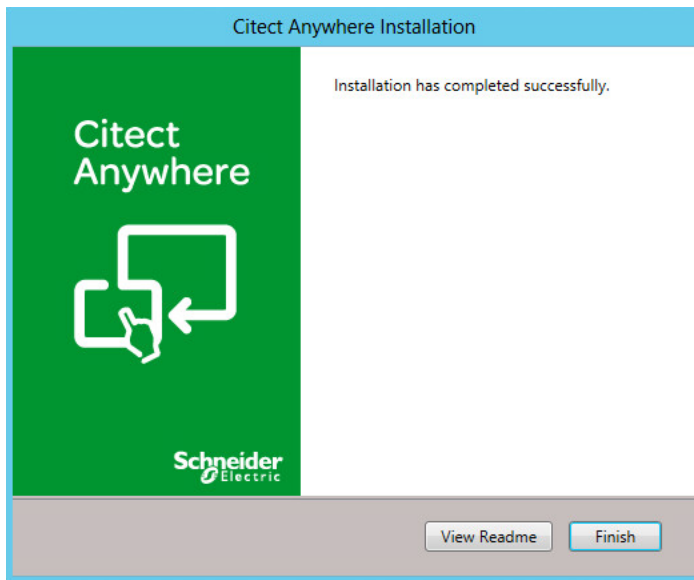 Citect Anywhere Installation
Installation has completed successfully.
Citect
Anywhere
Schneider
Electric
View Readme
Finish